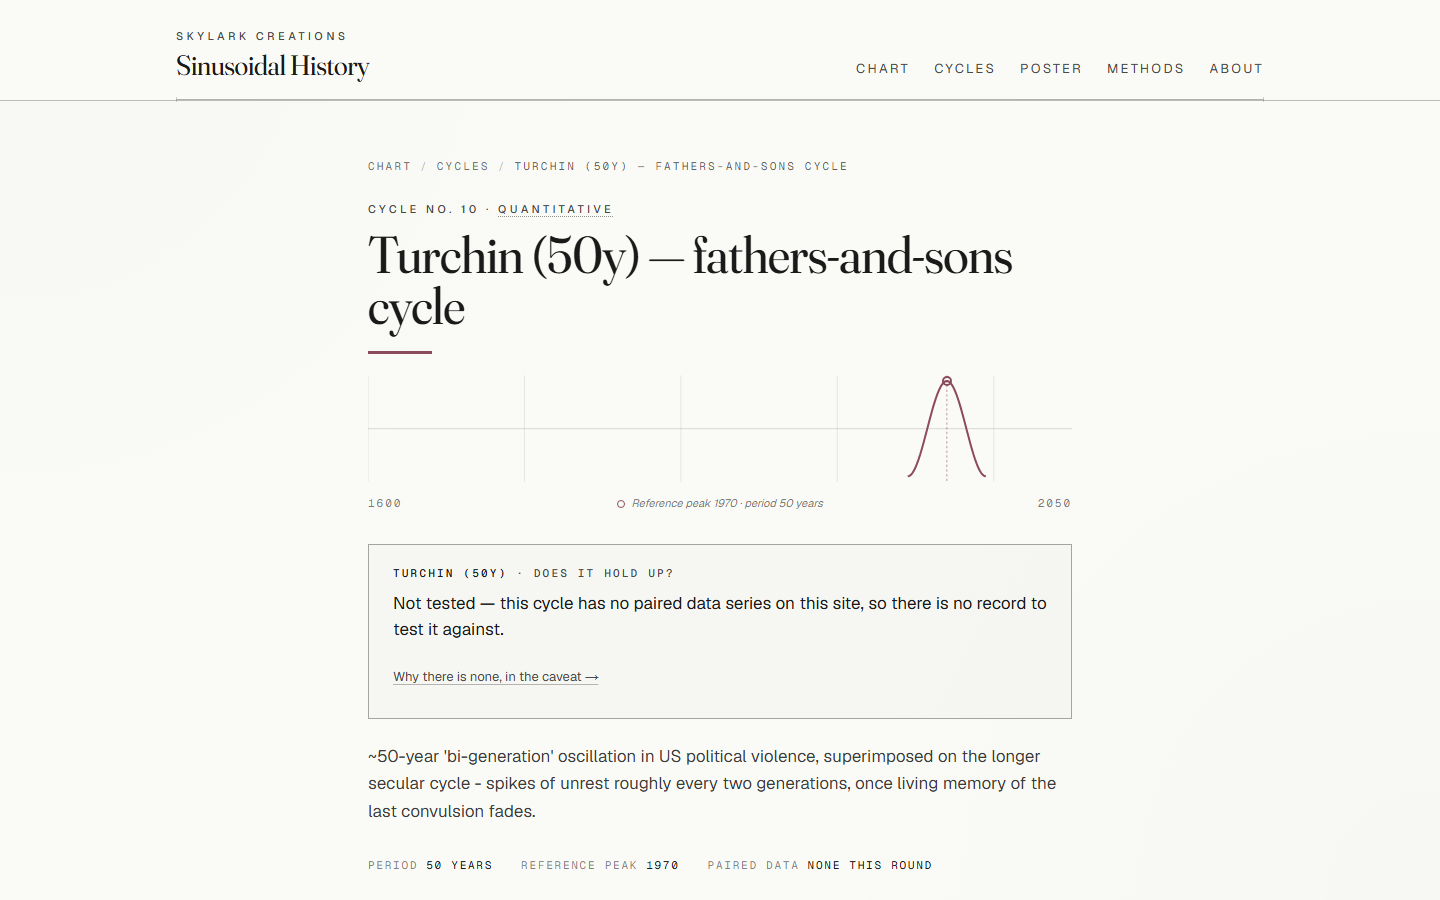 SKYLARK CREATIONS
Sinusoidal History
CHART CYCLES POSTER METHODS ABOUT
CHART / CYCLES / TURCHIN (50Y) — FATHERS-AND-SONS CYCLE
CYCLE NO. 10 · QUANTITATIVE
Turchin (50y) — fathers-and-sons
cycle
1600 Reference peak 1970 · period 50 years 2050
TURCHIN (50Y) · DOES IT HOLD UP?
Not tested — this cycle has no paired data series on this site, so there is no record to
test it against.
Why there is none, in the caveat →
~50-year 'bi-generation' oscillation in US political violence, superimposed on the longer
secular cycle - spikes of unrest roughly every two generations, once living memory of the
last convulsion fades.
PERIOD 50 YEARS REFERENCE PEAK 1970 PAIRED DATA NONE THIS ROUND